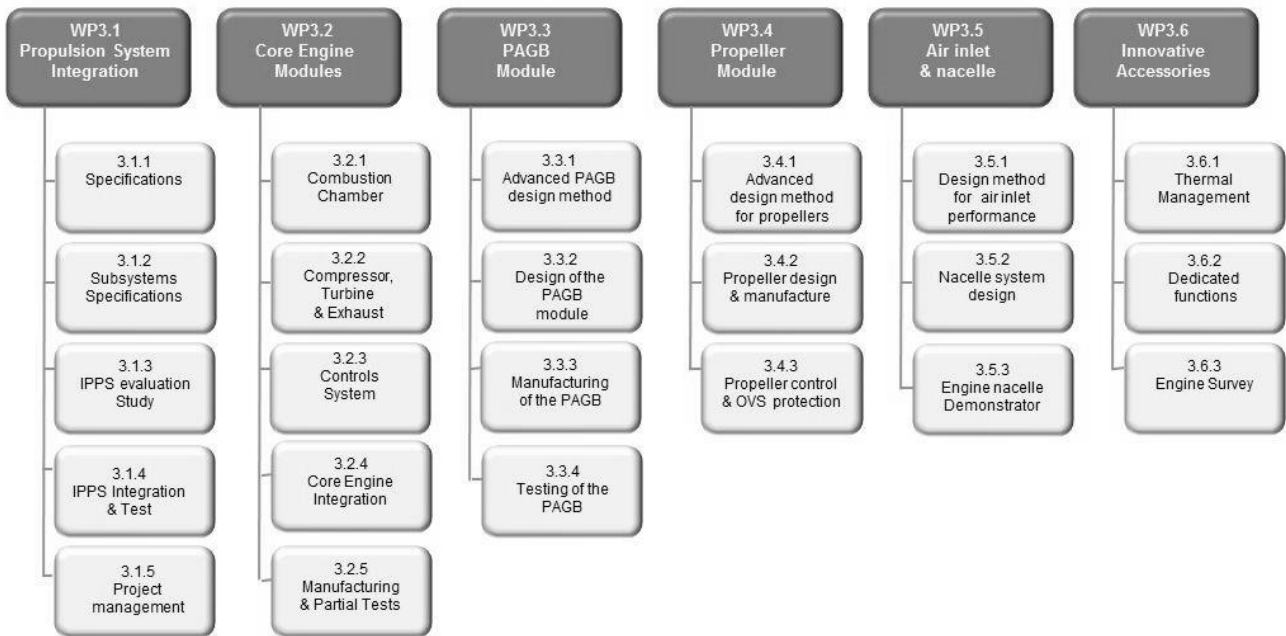 WP3.1
Propulsion System
Integration
3.1.1
Specifications
3.1.2
Subsystems
Specifications
3.1.3
IPPS evaluation
Study
3.1.4
IPPS Integration
& Test
3.1.5
Project
management
WP3.2
Core Engine
Modules
3.2.1
Combustion
Chamber
3.2.2
Compressor,
Turbine
& Exhaust
3.2.3
Controls
System
3.2.4
Core Engine
Integration
3.2.5
Manufacturing
& Partial Tests
WP3.3
PAGB
Module
3.3.1
Advanced PAGB
design method
3.3.2
Design of the
PAGB
module
3.3.3
Manufacturing
of the PAGB
3.3.4
Testing of the
PAGB
WP3.4
Propeller
Module
3.4.1
Advanced
design method
for propellers
3.4.2
Propeller design
& manufacture
3.4.3
Propeller control
& OVS protection
WP3.5
Air inlet
& nacelle
3.5.1
Design method
for air inlet
performance
3.5.2
Nacelle system
design
3.5.3
Engine nacelle
Demonstrator
WP3.6
Innovative
Accessories
3.6.1
Thermal
Management
3.6.2
Dedicated
functions
3.6.3
Engine Survey